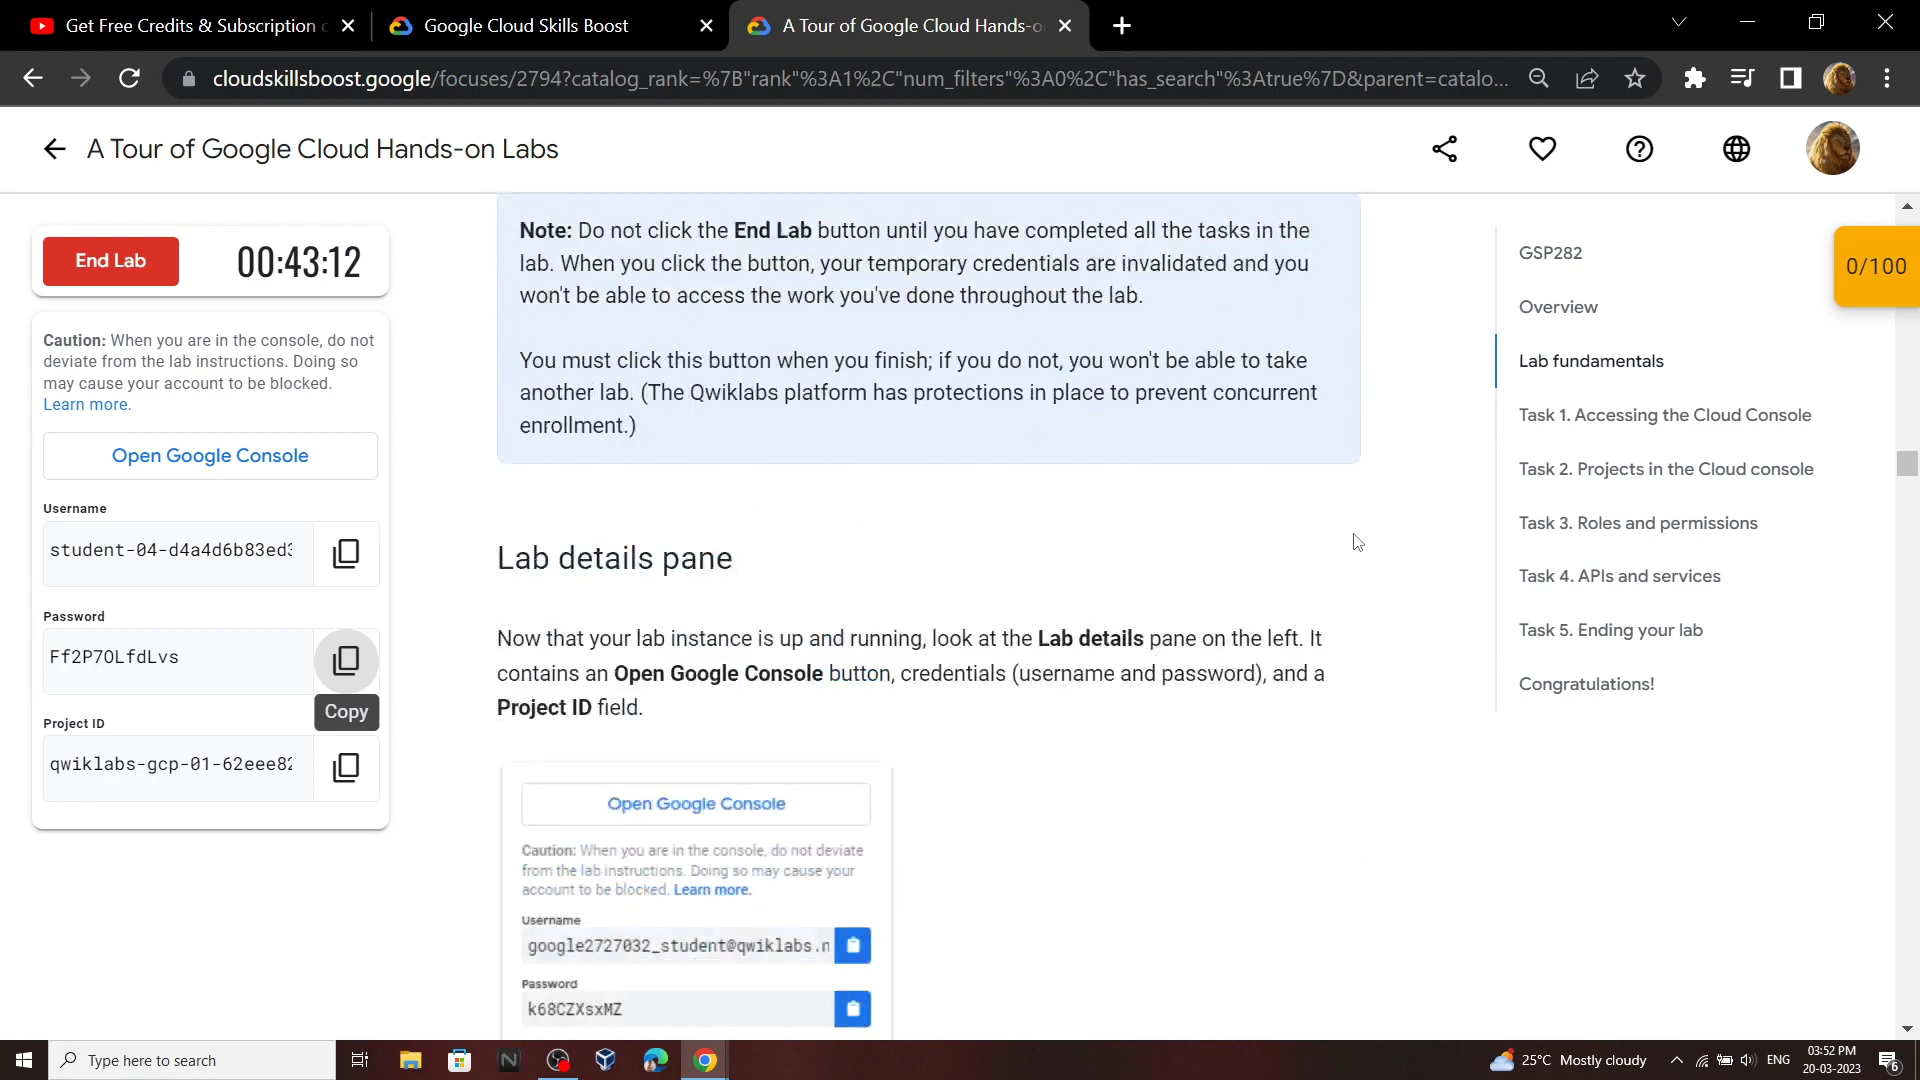 Get Free Credits & Subscription
Google Cloud Skills Boost
A Tour of Google Cloud Hands-o
cloudskillsboost.google/focuses/2794?catalog_rank=%7B"rank"%3A1%2C"num_filters"%3A0%2C"has_search"%3Atrue%7D&parent=catalo...
A Tour of Google Cloud Hands-on Labs
End Lab
00:43:12
Caution: When you are in the console, do not
deviate from the lab instructions. Doing so
may cause your account to be blocked.
Learn more.
Open Google Console
Username
student-04-d4a4d6b83ed3
Password
Ff2P7OLfdLvs
Copy
Project ID
qwiklabs-gcp-01-62eee82
Note: Do not click the End Lab button until you have completed all the tasks in the
lab. When you click the button, your temporary credentials are invalidated and you
won't be able to access the work you've done throughout the lab.
You must click this button when you finish; if you do not, you won't be able to take
another lab. (The Qwiklabs platform has protections in place to prevent concurrent
enrollment.)
Lab details pane
Now that your lab instance is up and running, look at the Lab details pane on the left. It
contains an Open Google Console button, credentials (username and password), and a
Project ID field.
Open Google Console
Caution: When you are in the console, do not deviate
from the lab instructions. Doing so may cause your
account to be blocked. Learn more.
Username
google2727032_student@qwiklabs.n
Password
k68CZXsxMZ
GSP282
Overview
Lab fundamentals
Task 1. Accessing the Cloud Console
Task 2. Projects in the Cloud console
Task 3. Roles and permissions
Task 4. APIs and services
Task 5. Ending your lab
Congratulations!
0/100
Type here to search
25°C Mostly cloudy
ENG
03:52 PM
20-03-2023
6